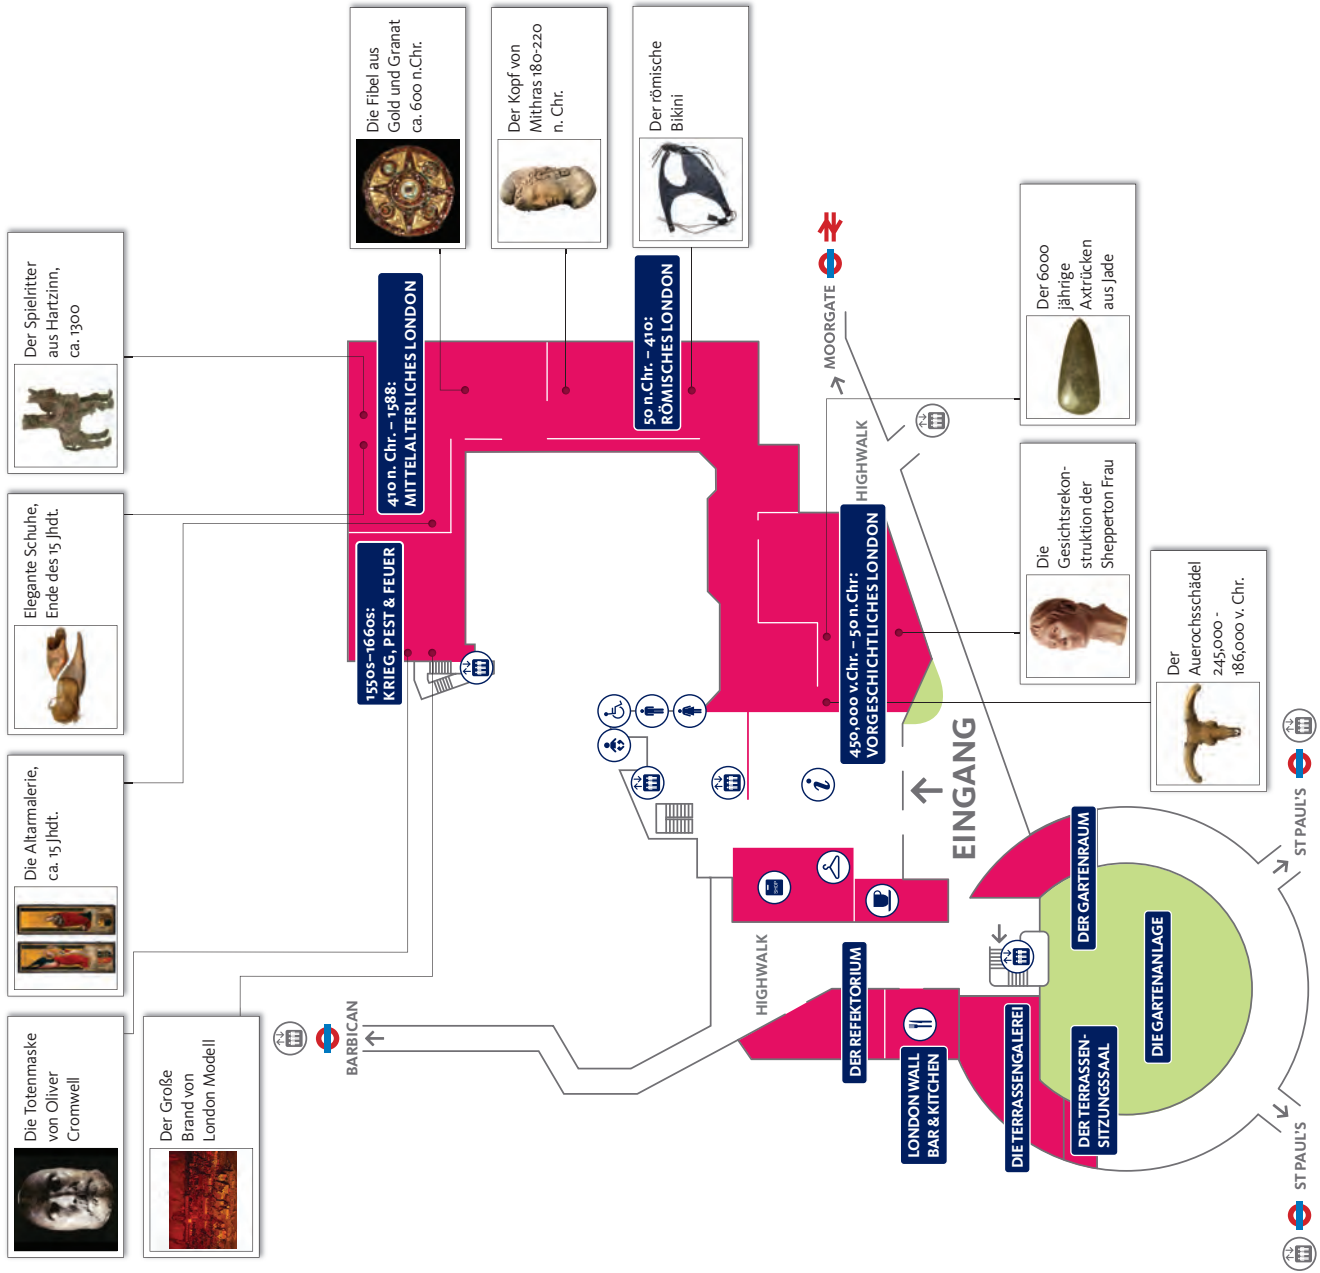 Die Totenmaske
von Oliver
Cromwell
Die Altarmalerie,
ca. 15 Jhdt.
Elegante Schuhe,
Ende des 15 Jhdt.
Der Spielritter
aus Hartzinn,
ca. 1300
Der Große
Brand von
London Modell
Die Fibel aus
Gold und Granat
ca. 600 n.Chr.
Der Kopf von
Mithras 180-220
n. Chr.
Der römische
Bikini
BARBICAN
1550s–1660s:
KRIEG, PEST & FEUER
410 n. Chr. – 1588:
MITTELALTERLICHES LONDON
50 n.Chr. – 410:
RÖMISCHES LONDON
HIGHWALK
SHOP
i
450,000 v.Chr. – 50 n.Chr:
VORGESCHICHTLICHES LONDON
HIGHWALK
MOORGATE
DER REFEKTORIUM
LONDON WALL
BAR & KITCHEN
EINGANG
DIE TERRASSENGALEREI
DER TERRASSEN-
SITZUNGSSAAL
DER GARTENRAUM
DIE GARTENANLAGE
Der
Auerochsschädel
245,000 -
186,000 v. Chr.
Die
Gesichtsrekon-
struktion der
Shepperton Frau
Der 6000
jährige
Axtrücken
aus Jade
ST PAUL'S
ST PAUL'S